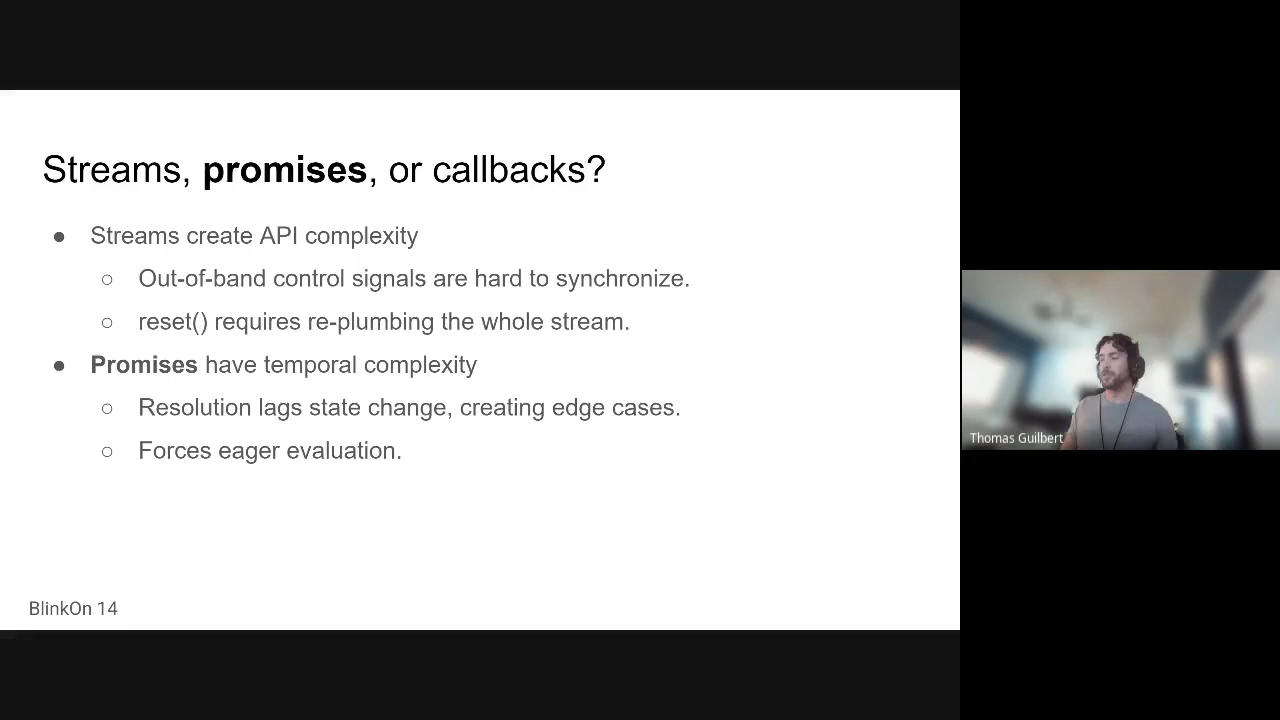 Streams, promises, or callbacks?
● Streams create API complexity
○ Out-of-band control signals are hard to synchronize.
○ reset() requires re-plumbing the whole stream.
● Promises have temporal complexity
○ Resolution lags state change, creating edge cases.
○ Forces eager evaluation.
BlinkOn 14
Thomas Guilbert